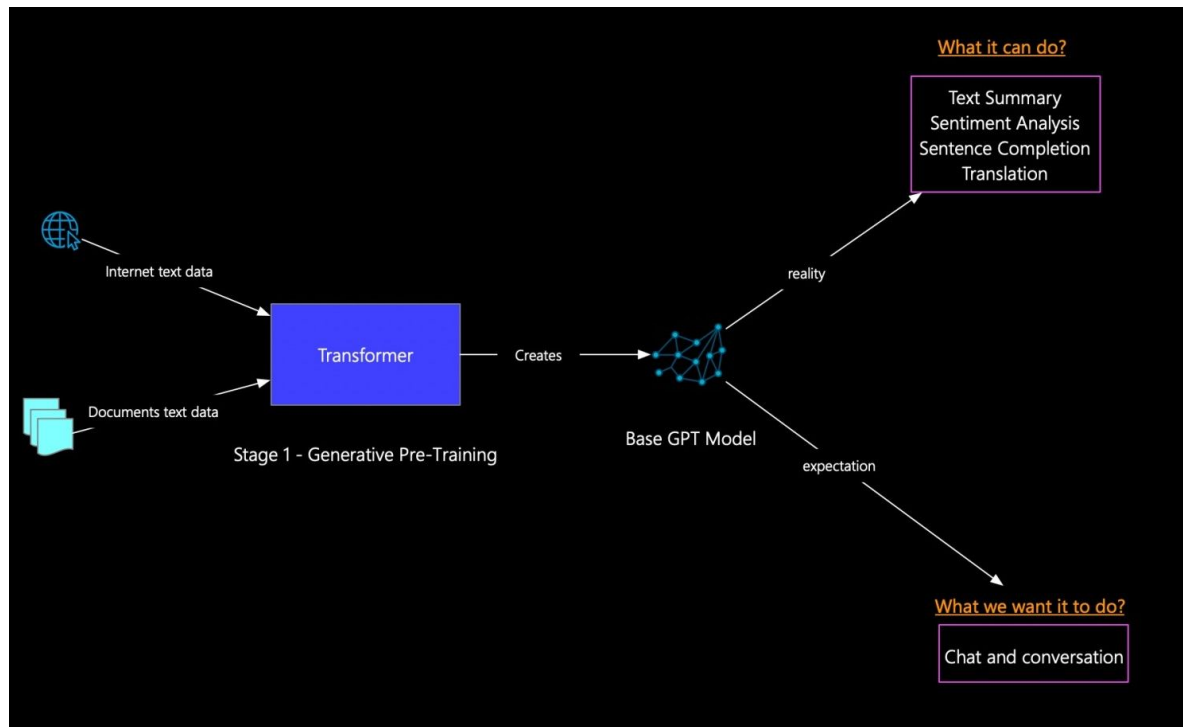 What it can do?
Text Summary
Sentiment Analysis
Sentence Completion
Translation
Internet text data
reality
Transformer
Creates
Documents text data
Base GPT Model
Stage 1 - Generative Pre-Training
expectation
What we want it to do?
Chat and conversation